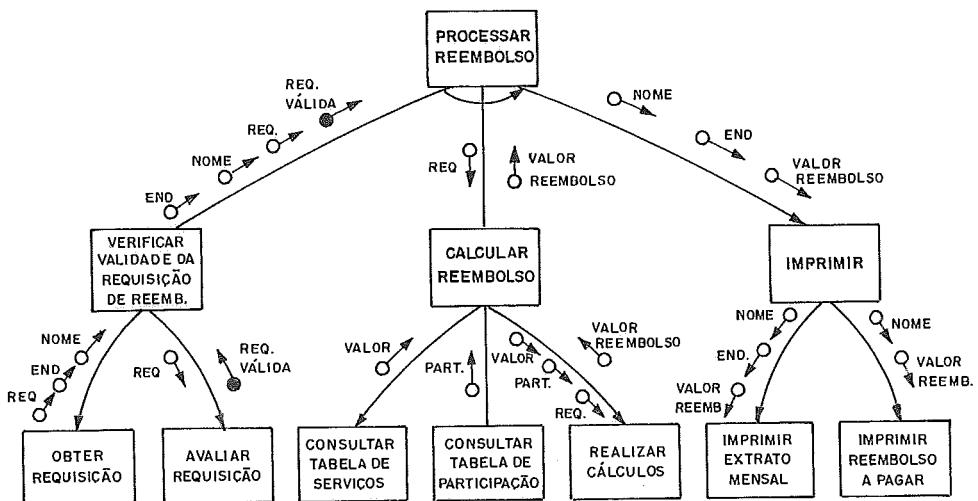 PROCESSAR
REEMBOLSO
REQ.
VÁLIDA
REQ.
NOME
END
REQ
VALOR
REEMBOLSO
NOME
END
VALOR
REEMBOLSO
VERIFICAR
VALIDADE DA
REQUISIÇÃO
DE REEMB.
CALCULAR
REEMBOLSO
IMPRIMIR
NOME
END
REQ
REQ
REQ.
VÁLIDA
VALOR
PART.
VALOR
PART.
REQ.
VALOR
REEMBOLSO
NOME
END.
VALOR
REEMB
NOME
VALOR
REEMB.
OBTER
REQUISIÇÃO
AVALIAR
REQUISIÇÃO
CONSULTAR
TABELA DE
SERVIÇOS
CONSULTAR
TABELA DE
PARTICIPAÇÃO
REALIZAR
CÁLCULOS
IMPRIMIR
EXTRATO
MENSAL
IMPRIMIR
REEMBOLSO
A PAGAR